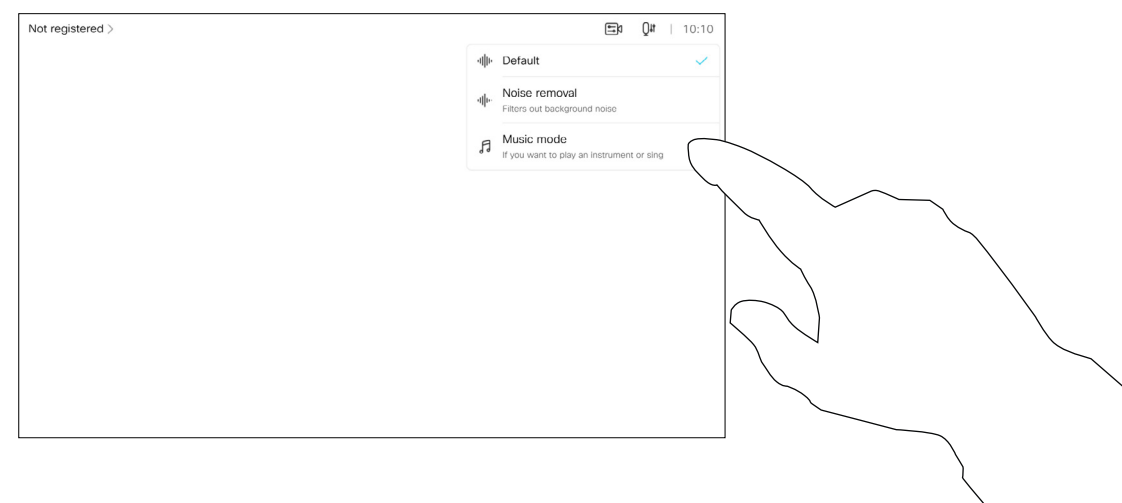 Not registered >
10:10
Default
Noise removal
Filters out background noise
Music mode
If you want to play an instrument or sing